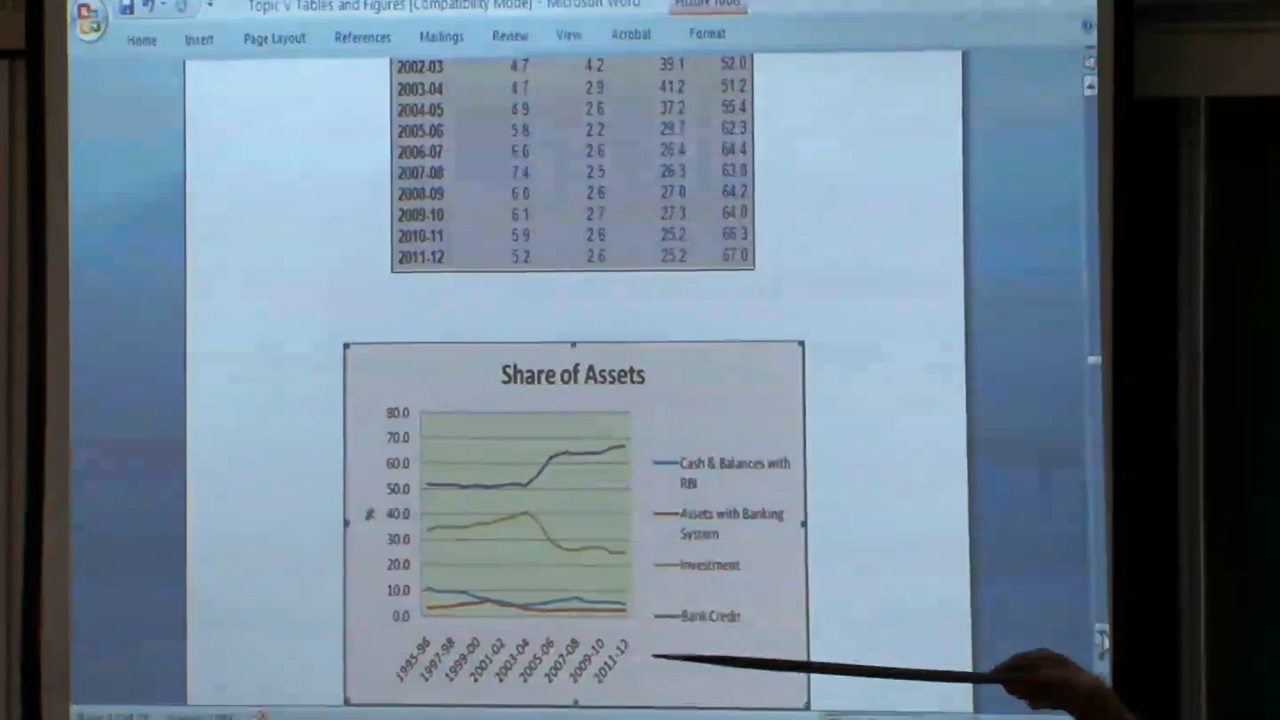 Topic V Tables and Figures [Compatibility Mode] - Microsoft Word Picture Tools
Home Insert Page Layout References Mailings Review View Acrobat Format
2002-03 4.7 4.2 39.1 52.0
2003-04 4.7 2.9 41.2 51.2
2004-05 2.6 37.2 55.4
2005-06 5.8 2.2 62.3
2006-07 6.6 2.6 26.4 64.4
2007-08 7.4 2.5 26.3 63.8
2008-09 6.0 2.6 27.0 64.2
2009-10 6.1 2.7 27.3 64.0
2010-11 5.9 2.6 25.2 66.3
2011-12 5.2 2.6 25.2 67.0
Share of Assets
80.0
70.0
60.0
50.0
40.0
30.0
20.0
10.0
0.0
%
1995-96 1997-98 1999-00 2001-02 2003-04 2005-06 2007-08 2009-10 2011-12
Cash & Balances with
RBI
Assets with Banking
System
Investment
Bank Credit